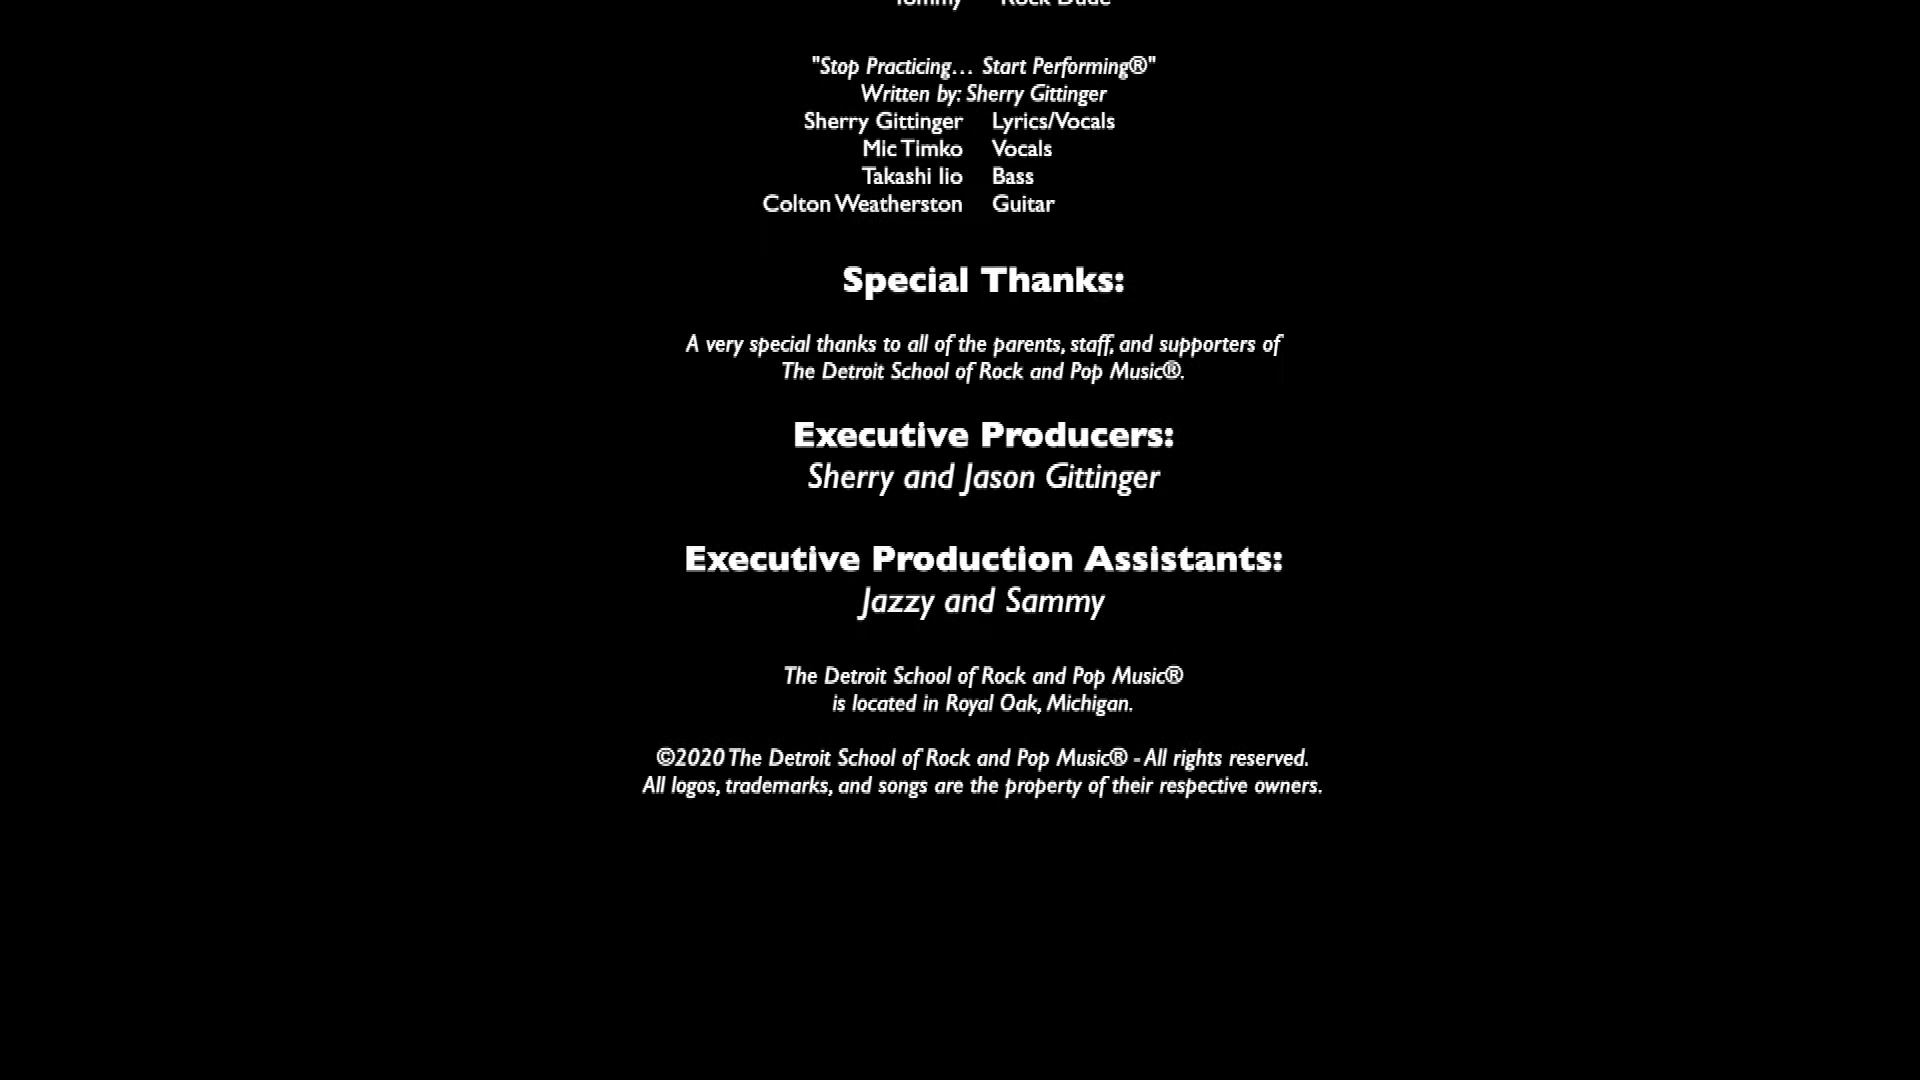 Tommy Rock Dude
"Stop Practicing… Start Performing®"
Written by: Sherry Gittinger
Sherry Gittinger Lyrics/Vocals
Mic Timko Vocals
Takashi Iio Bass
Colton Weatherston Guitar
Special Thanks:
A very special thanks to all of the parents, staff, and supporters of
The Detroit School of Rock and Pop Music®.
Executive Producers:
Sherry and Jason Gittinger
Executive Production Assistants:
Jazzy and Sammy
The Detroit School of Rock and Pop Music®
is located in Royal Oak, Michigan.
©2020 The Detroit School of Rock and Pop Music® - All rights reserved.
All logos, trademarks, and songs are the property of their respective owners.